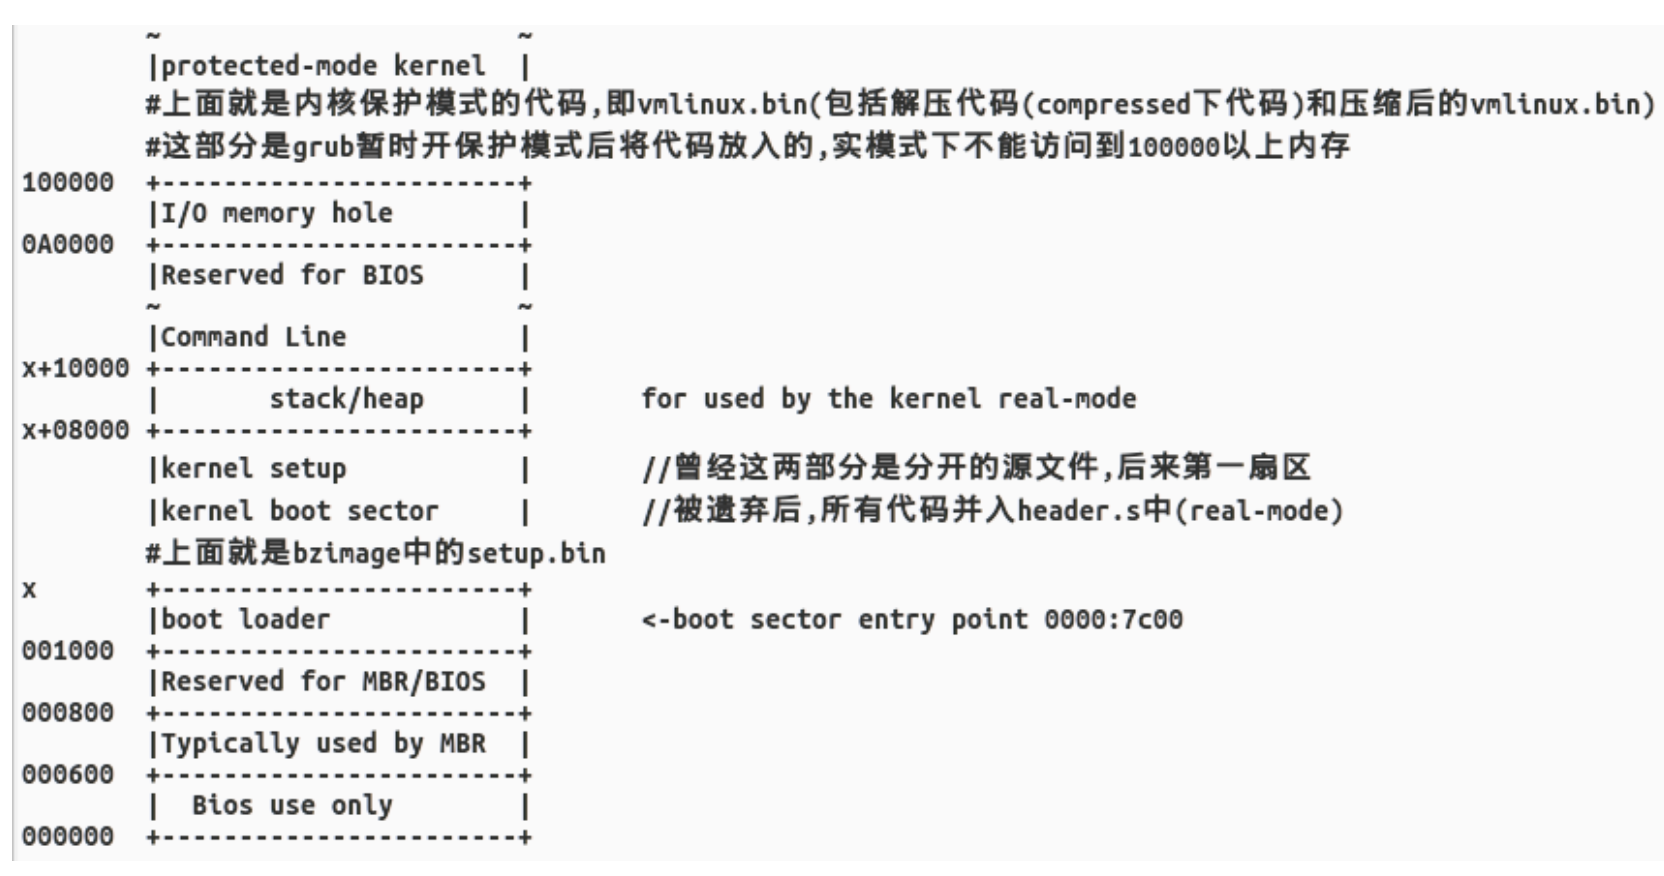 ~                       ~
|protected-mode kernel  |
#上面就是内核保护模式的代码,即vmlinux.bin(包括解压代码(compressed下代码)和压缩后的vmlinux.bin)
#这部分是grub暂时开保护模式后将代码放入的,实模式下不能访问到100000以上内存
100000  +-----------------------+
|I/O memory hole        |
0A0000  +-----------------------+
|Reserved for BIOS      |
~                       ~
|Command Line           |
x+10000 +-----------------------+
|       stack/heap      |       for used by the kernel real-mode
x+08000 +-----------------------+
|kernel setup           |       //曾经这两部分是分开的源文件,后来第一扇区
|kernel boot sector     |       //被遗弃后,所有代码并入header.s中(real-mode)
#上面就是bzimage中的setup.bin
x       +-----------------------+
|boot loader            |       <-boot sector entry point 0000:7c00
001000  +-----------------------+
|Reserved for MBR/BIOS  |
000800  +-----------------------+
|Typically used by MBR  |
000600  +-----------------------+
|  Bios use only        |
000000  +-----------------------+